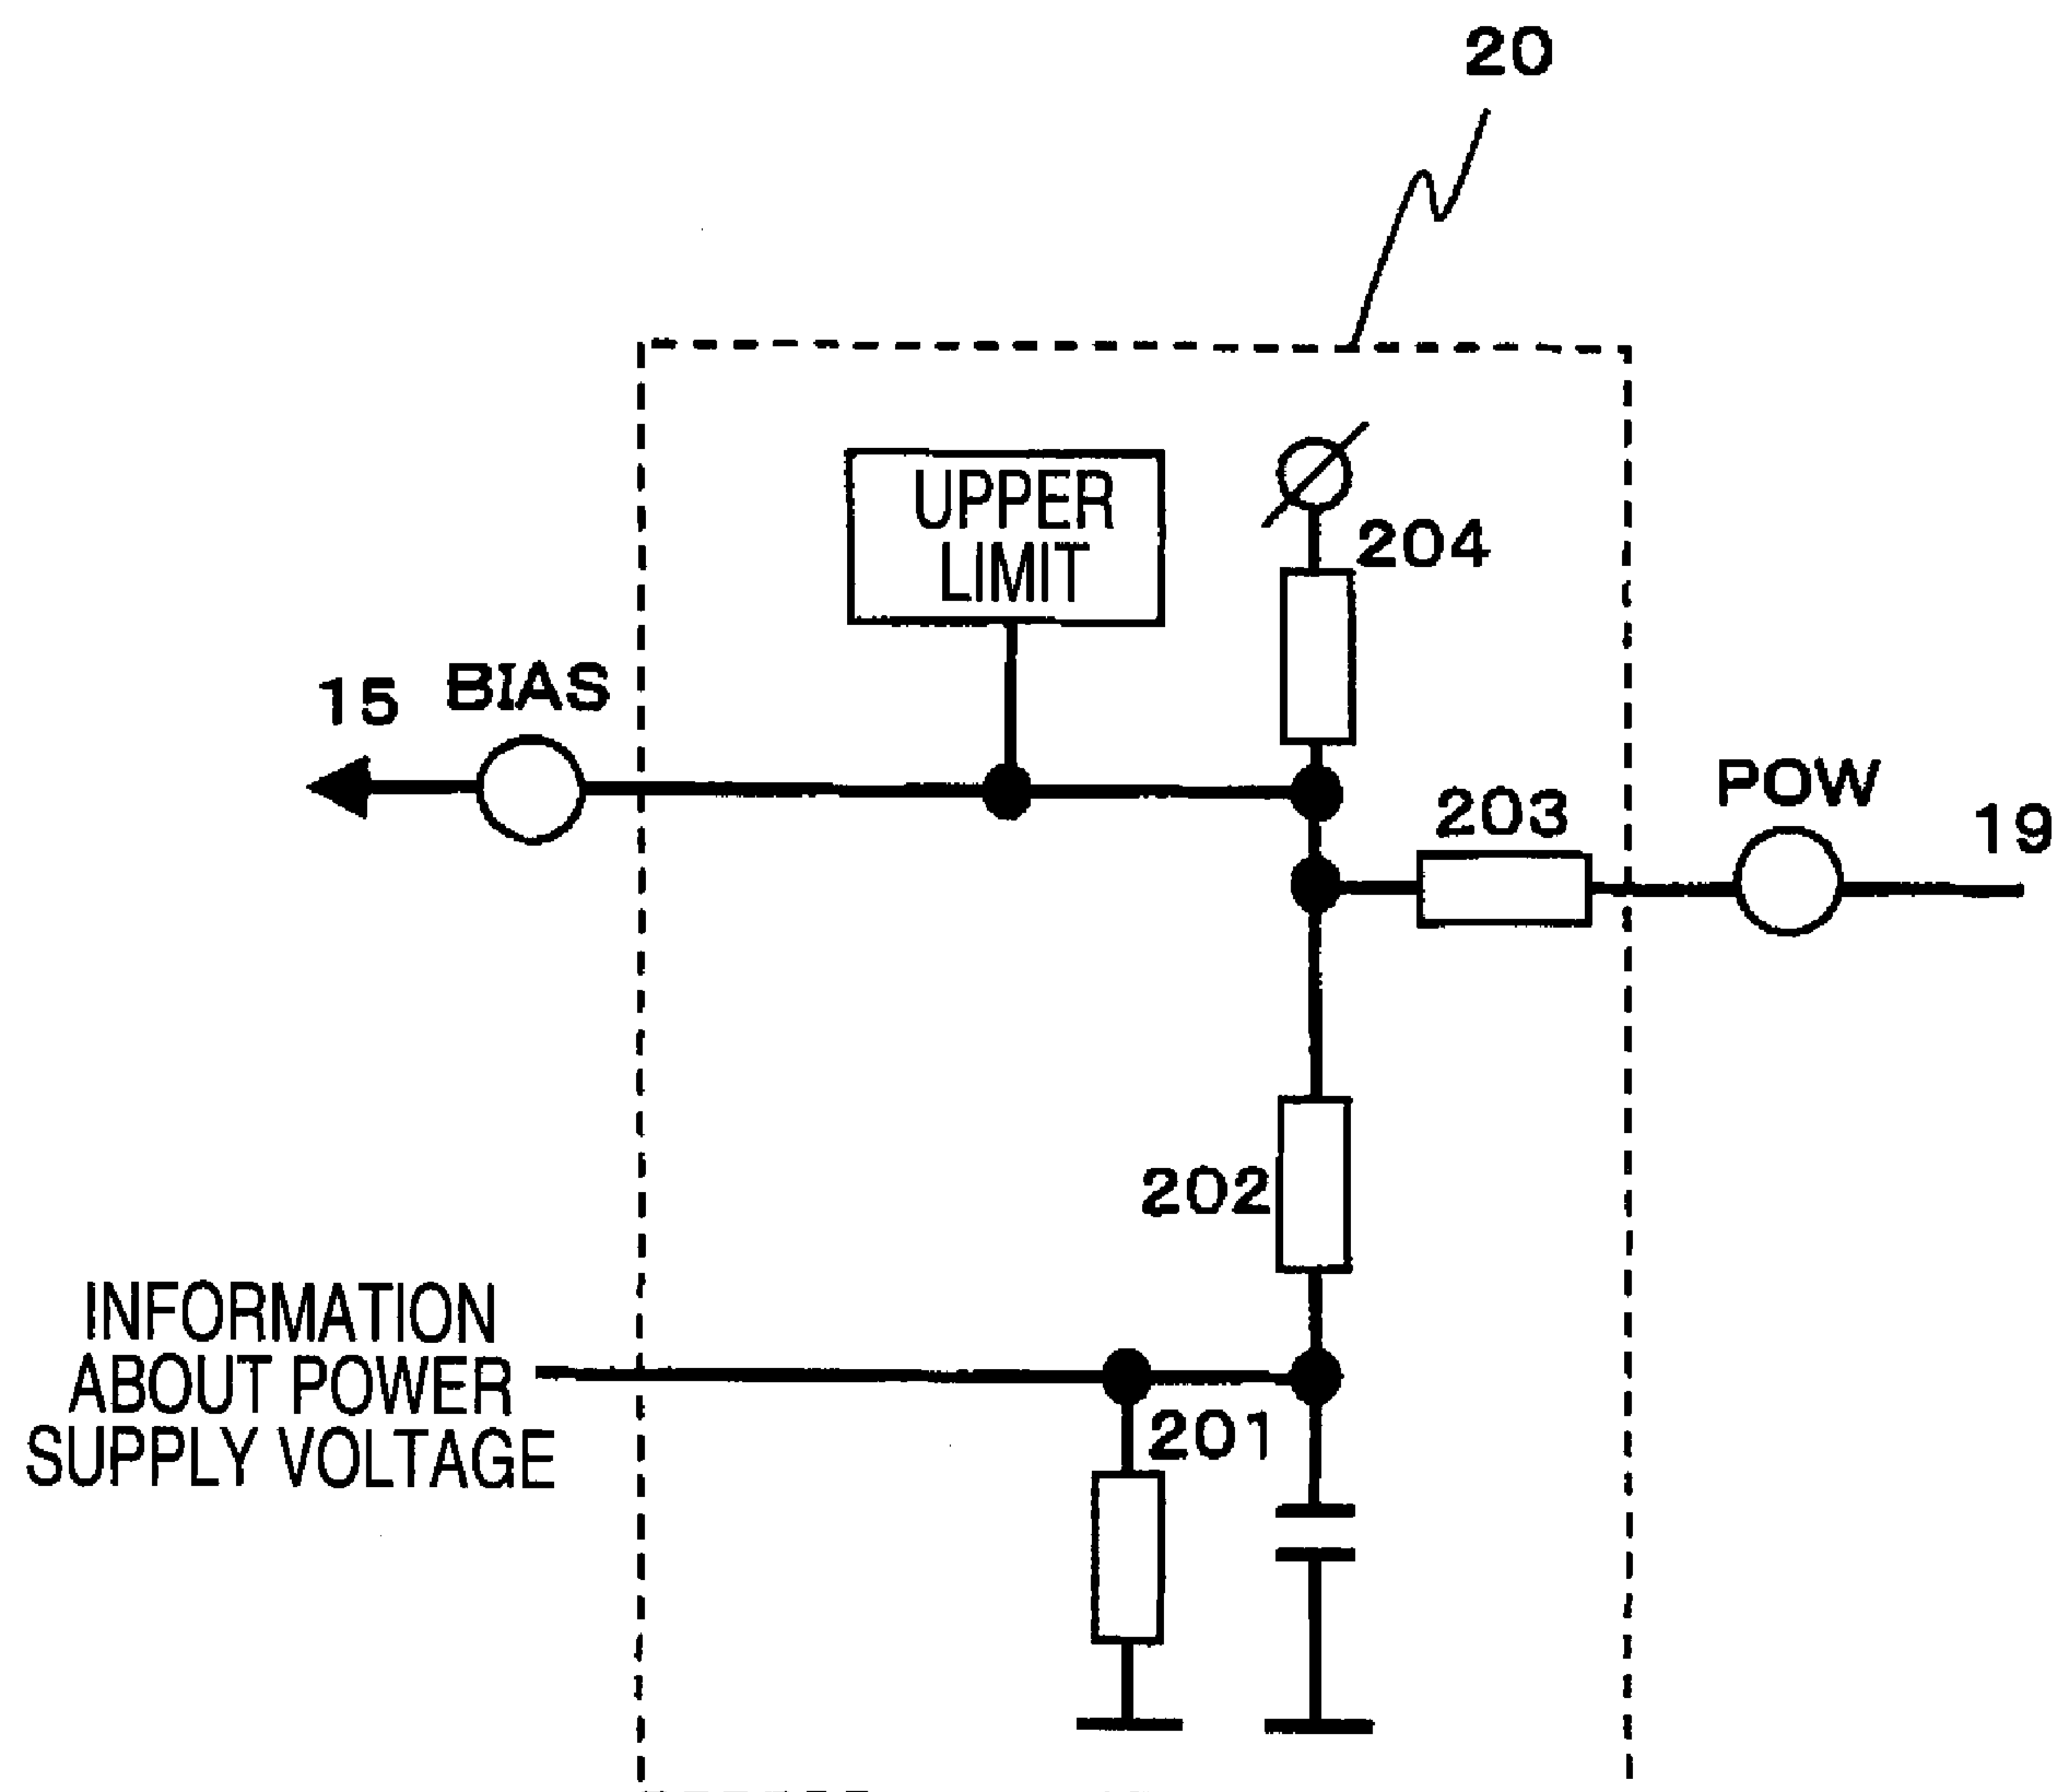 20
UPPER
LIMIT
204
15
BIAS
203
POW
19
202
INFORMATION
ABOUT POWER
SUPPLY VOLTAGE
201